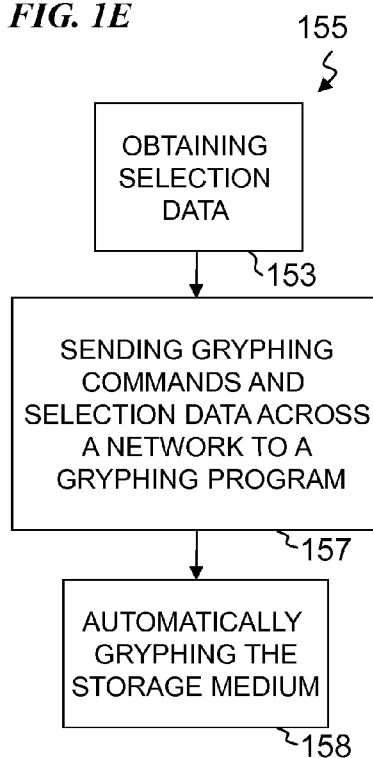 FIG. 1E
155
OBTAINING
SELECTION
DATA
153
SENDING GRYPHING
COMMANDS AND
SELECTION DATA ACROSS
A NETWORK TO A
GRYPHING PROGRAM
157
AUTOMATICALLY
GRYPHING THE
STORAGE MEDIUM
158